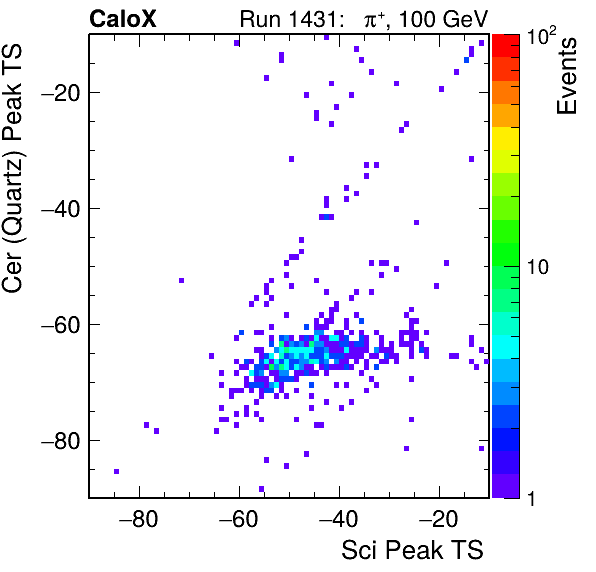 CaloX Run 1431: π⁺, 100 GeV
Cer (Quartz) Peak TS
−20
−40
−60
−80
−80 −60 −40 −20
Sci Peak TS
10²
10
1
Events